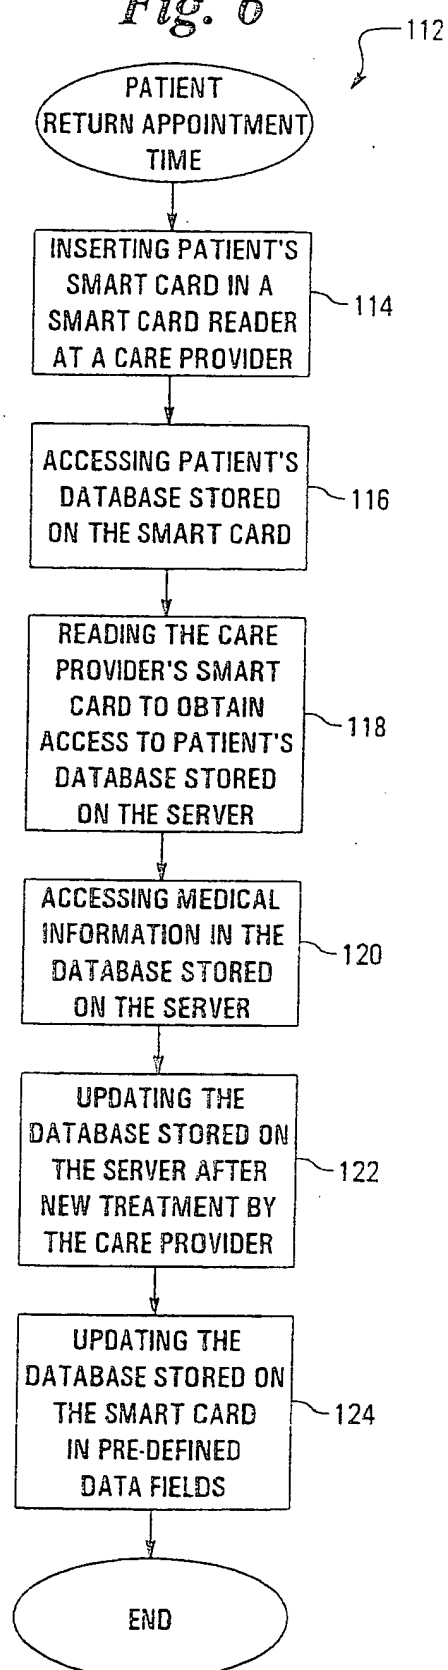 Fig. 6
112
PATIENT
RETURN APPOINTMENT
TIME
INSERTING PATIENT'S
SMART CARD IN A
SMART CARD READER
AT A CARE PROVIDER
114
ACCESSING PATIENT'S
DATABASE STORED
ON THE SMART CARD
116
READING THE CARE
PROVIDER'S SMART
CARD TO OBTAIN
ACCESS TO PATIENT'S
DATABASE STORED
ON THE SERVER
118
ACCESSING MEDICAL
INFORMATION IN THE
DATABASE STORED
ON THE SERVER
120
UPDATING THE
DATABASE STORED ON
THE SERVER AFTER
NEW TREATMENT BY
THE CARE PROVIDER
122
UPDATING THE
DATABASE STORED ON
THE SMART CARD
IN PRE-DEFINED
DATA FIELDS
124
END